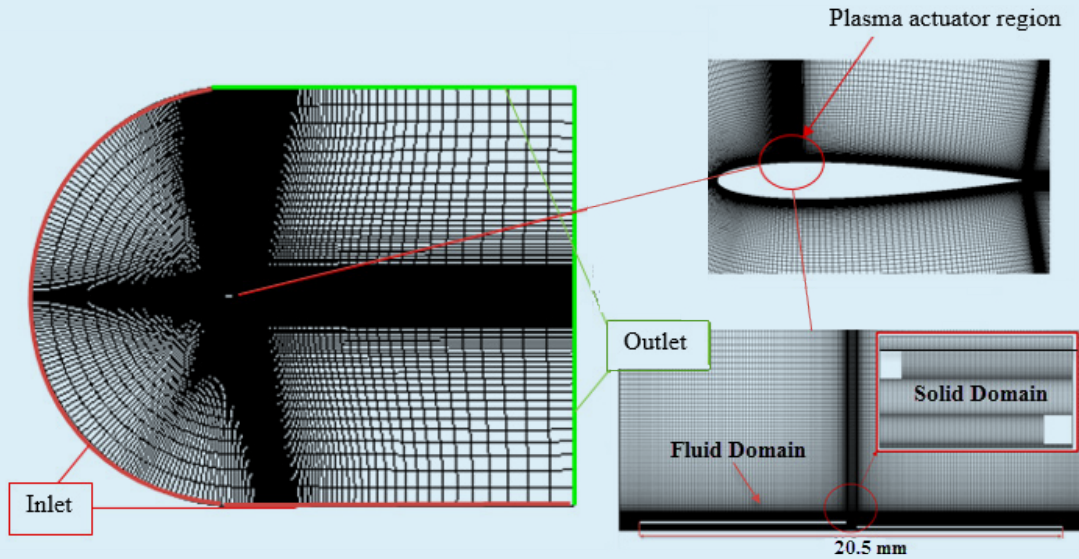 Plasma actuator region
Outlet
Solid Domain
Fluid Domain
Inlet
20.5 mm